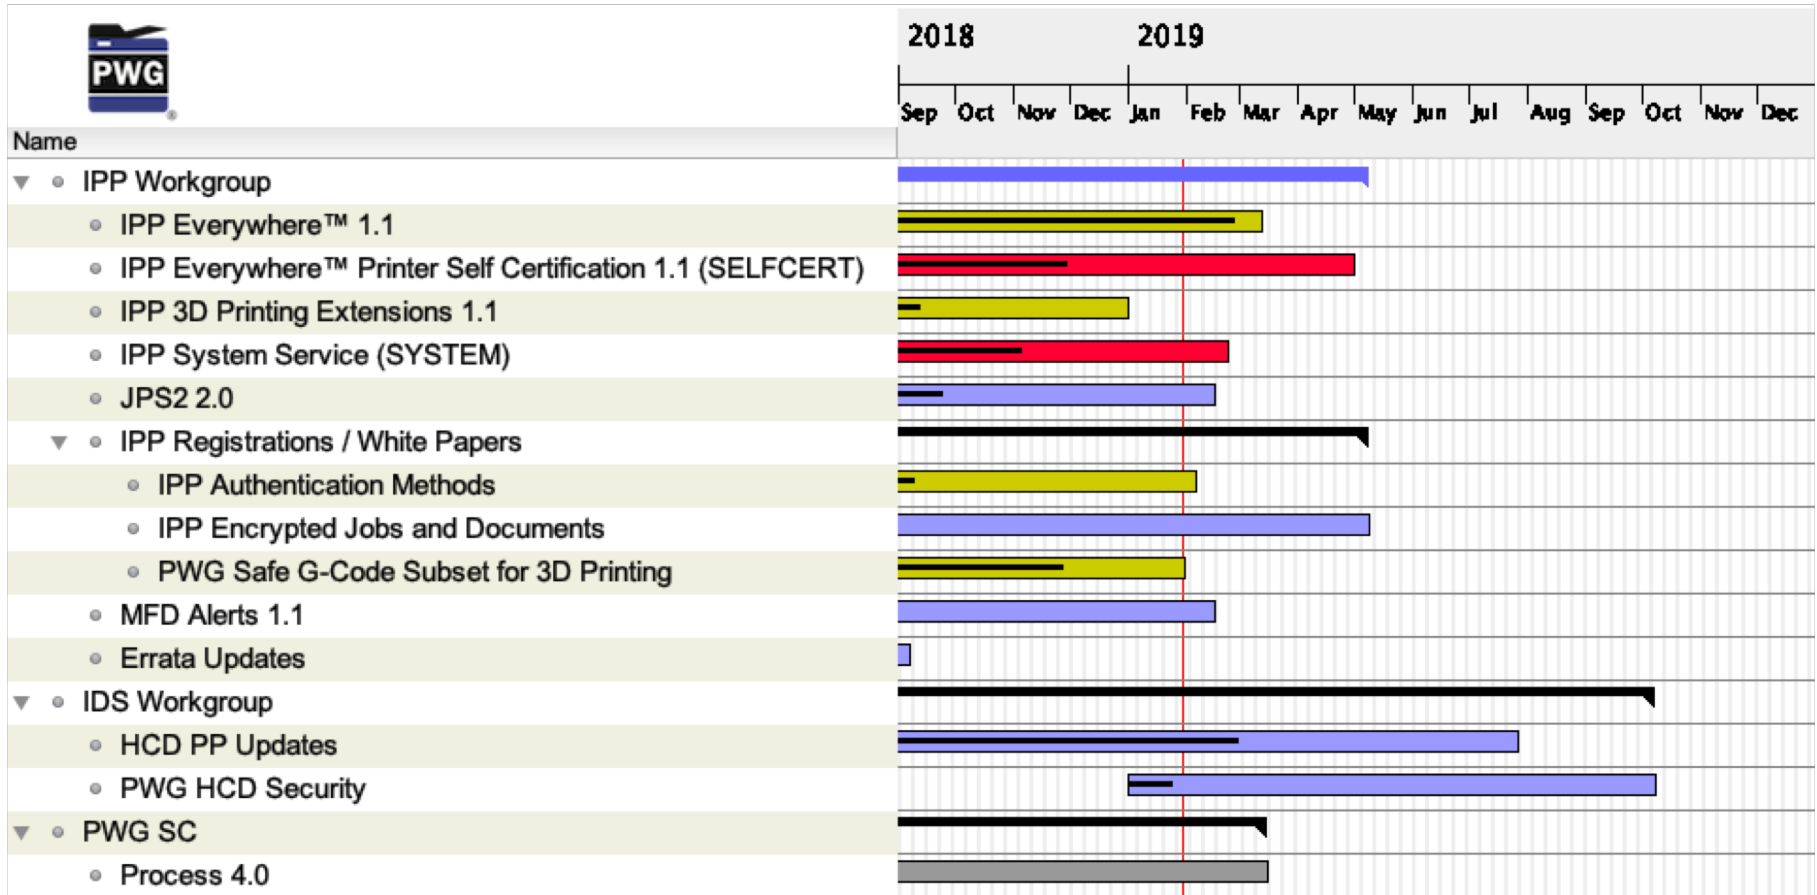 2018 2019
PWG
®
Sep Oct Nov Dec Jan Feb Mar Apr May Jun Jul Aug Sep Oct Nov Dec
Name
IPP Workgroup
IPP Everywhere™ 1.1
IPP Everywhere™ Printer Self Certification 1.1 (SELFCERT)
IPP 3D Printing Extensions 1.1
IPP System Service (SYSTEM)
JPS2 2.0
IPP Registrations / White Papers
IPP Authentication Methods
IPP Encrypted Jobs and Documents
PWG Safe G-Code Subset for 3D Printing
MFD Alerts 1.1
Errata Updates
IDS Workgroup
HCD PP Updates
PWG HCD Security
PWG SC
Process 4.0